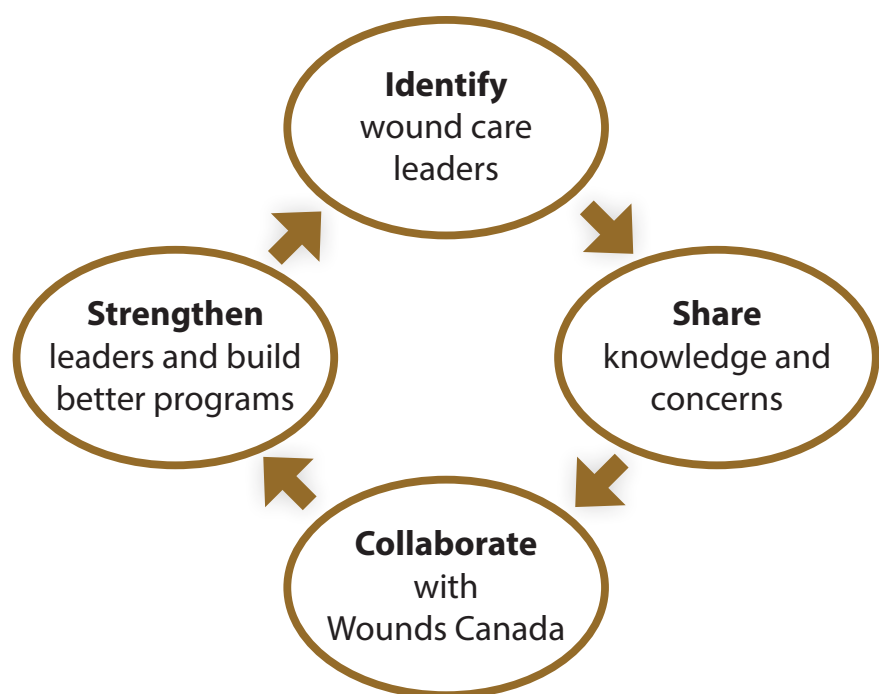 Identify
wound care
leaders
Share
knowledge and
concerns
Collaborate
with
Wounds Canada
Strengthen
leaders and build
better programs